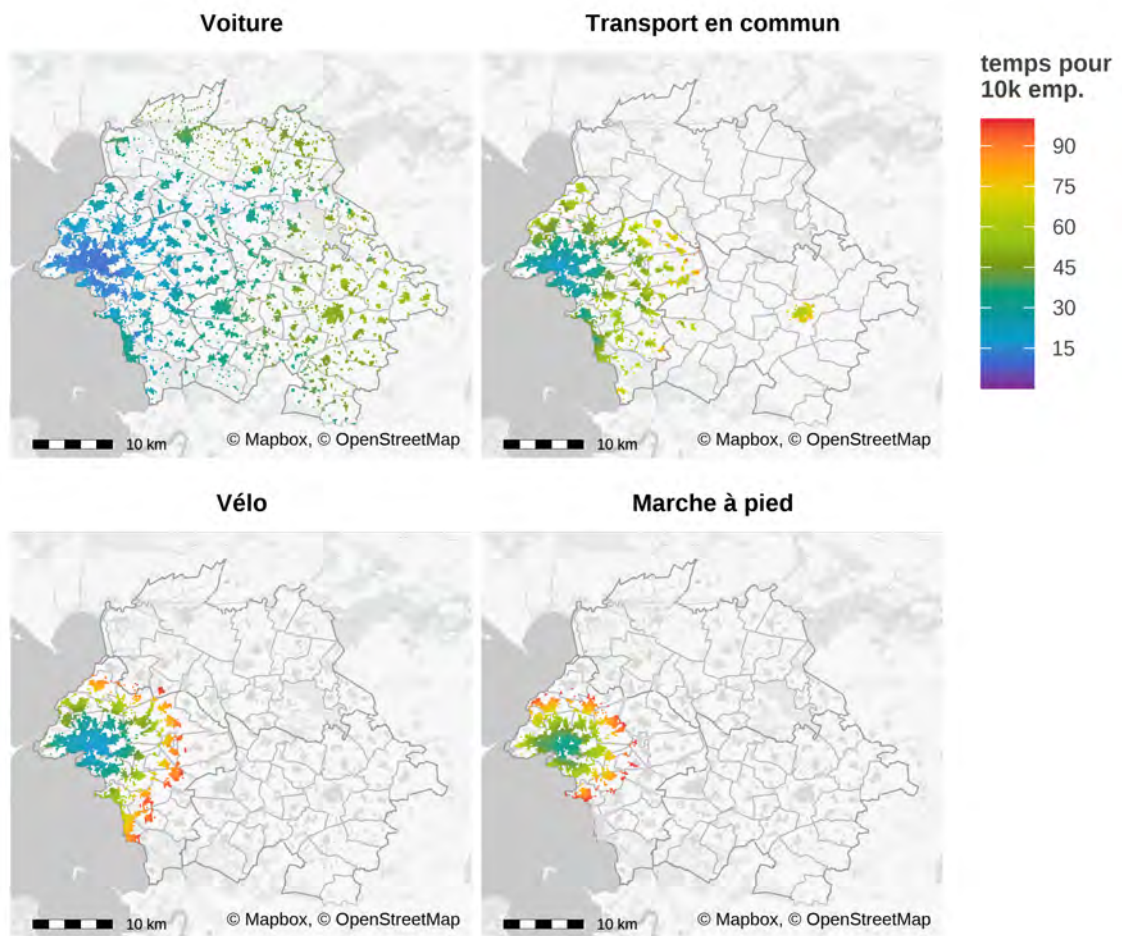 Voiture
Transport en commun
temps pour
10k emp.
90
75
60
45
30
15
10 km
© Mapbox, © OpenStreetMap
10 km
© Mapbox, © OpenStreetMap
Vélo
Marche à pied
10 km
© Mapbox, © OpenStreetMap
10 km
© Mapbox, © OpenStreetMap